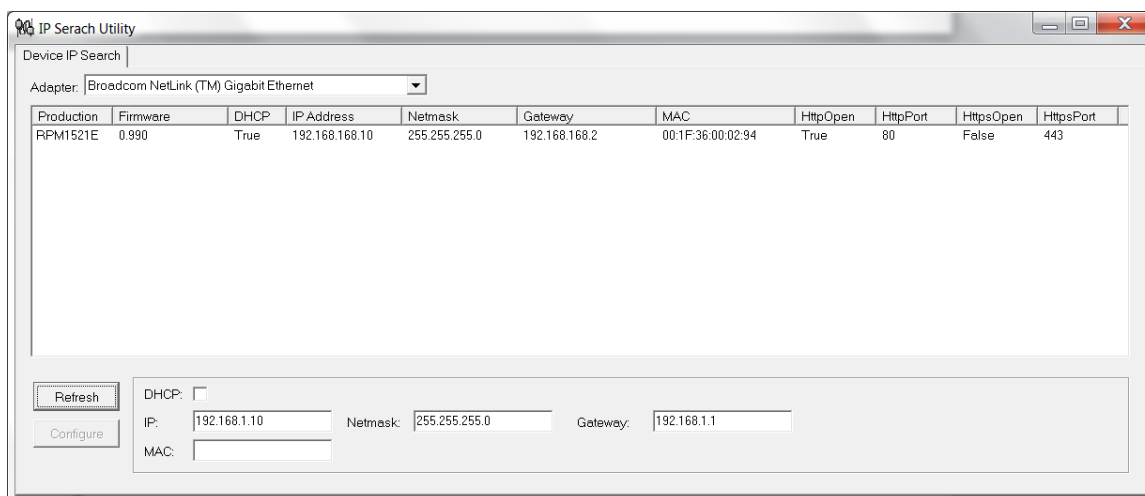 IP Serach Utility
Device IP Search
Adapter: Broadcom NetLink (TM) Gigabit Ethernet
Production Firmware DHCP IP Address Netmask Gateway MAC HttpOpen HttpPort HttpsOpen HttpsPort
RPM1521E 0.990 True 192.168.168.10 255.255.255.0 192.168.168.2 00:1F:36:00:02:94 True 80 False 443
Refresh DHCP:
IP: 192.168.1.10 Netmask: 255.255.255.0 Gateway: 192.168.1.1
Configure
MAC: